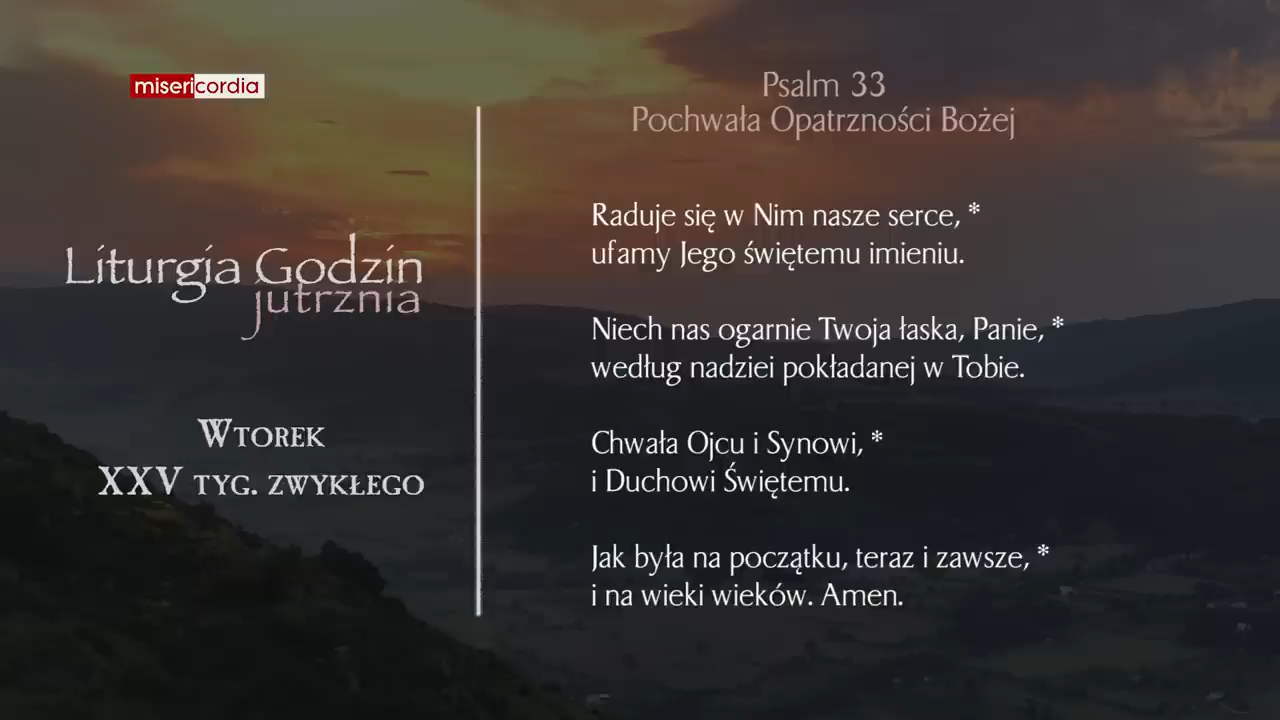 misericordia
Liturgia Godzin
jutrznia
Wtorek
XXV tyg. zwykłego
Psalm 33
Pochwała Opatrzności Bożej
Raduje się w Nim nasze serce, *
ufamy Jego świętemu imieniu.
Niech nas ogarnie Twoja łaska, Panie, *
według nadziei pokładanej w Tobie.
Chwała Ojcu i Synowi, *
i Duchowi Świętemu.
Jak była na początku, teraz i zawsze, *
i na wieki wieków. Amen.